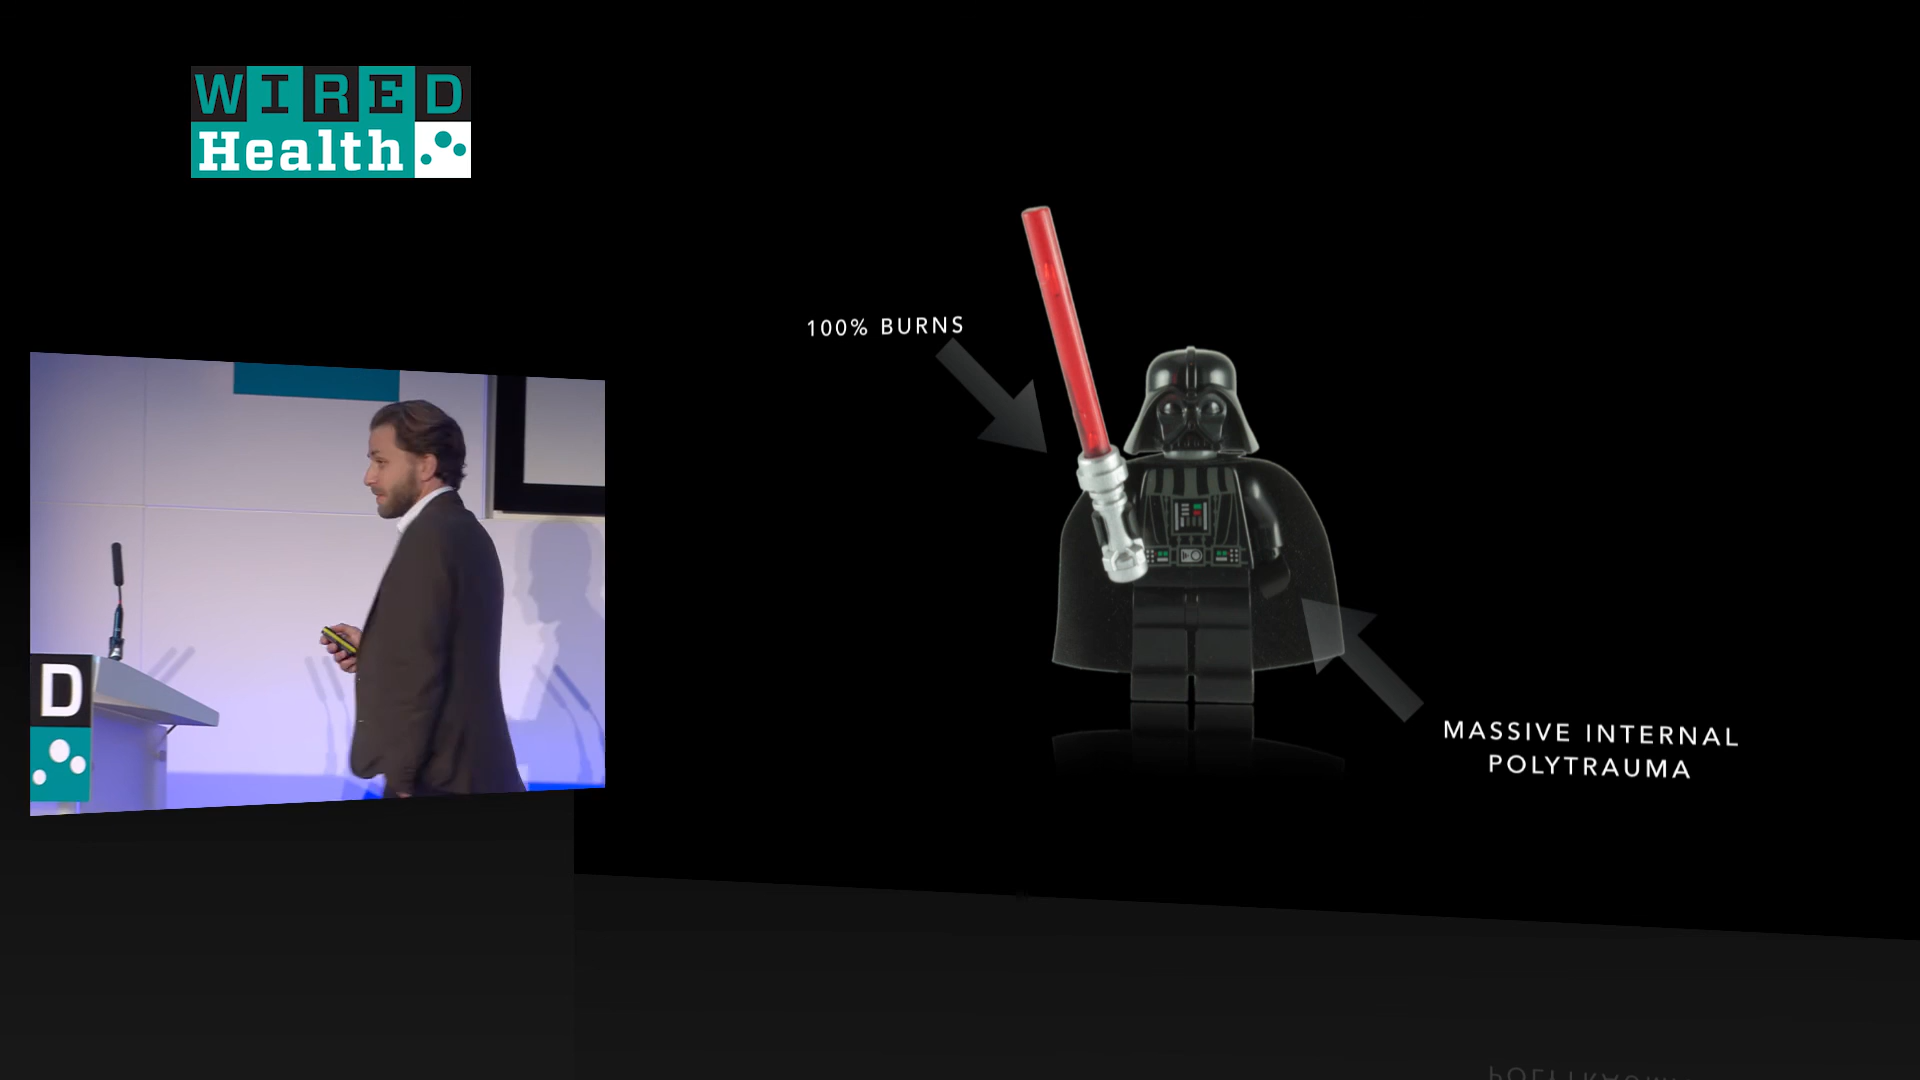 WIRED
Health
100% BURNS
D
MASSIVE INTERNAL
POLYTRAUMA